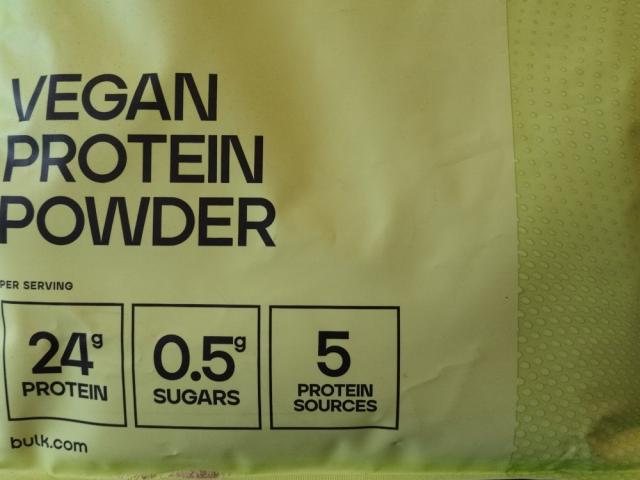 VEGAN
PROTEIN
POWDER
PER SERVING
24g
PROTEIN
0.5g
SUGARS
5
PROTEIN
SOURCES
bulk.com